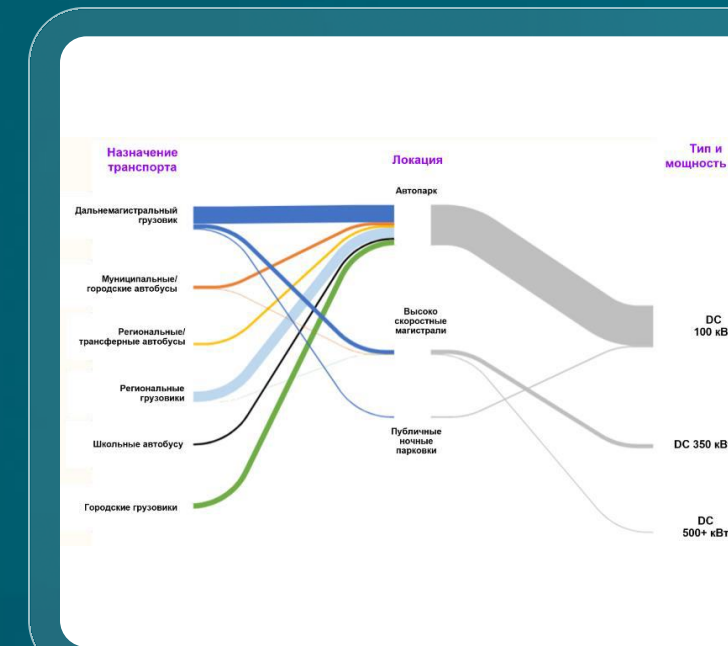 Назначение
транспорта
Локация
Тип и
мощность
Автопарк
Дальнемагистральный
грузовик
Муниципальные/
городские автобусы
Высоко
скоростные
магистрали
DC
100 кВ
Региональные/
трансферные автобусы
Региональные
грузовики
Публичные
ночные
парковки
Школьные автобусу
DC 350 кВ
Городские грузовики
DC
500+ кВт